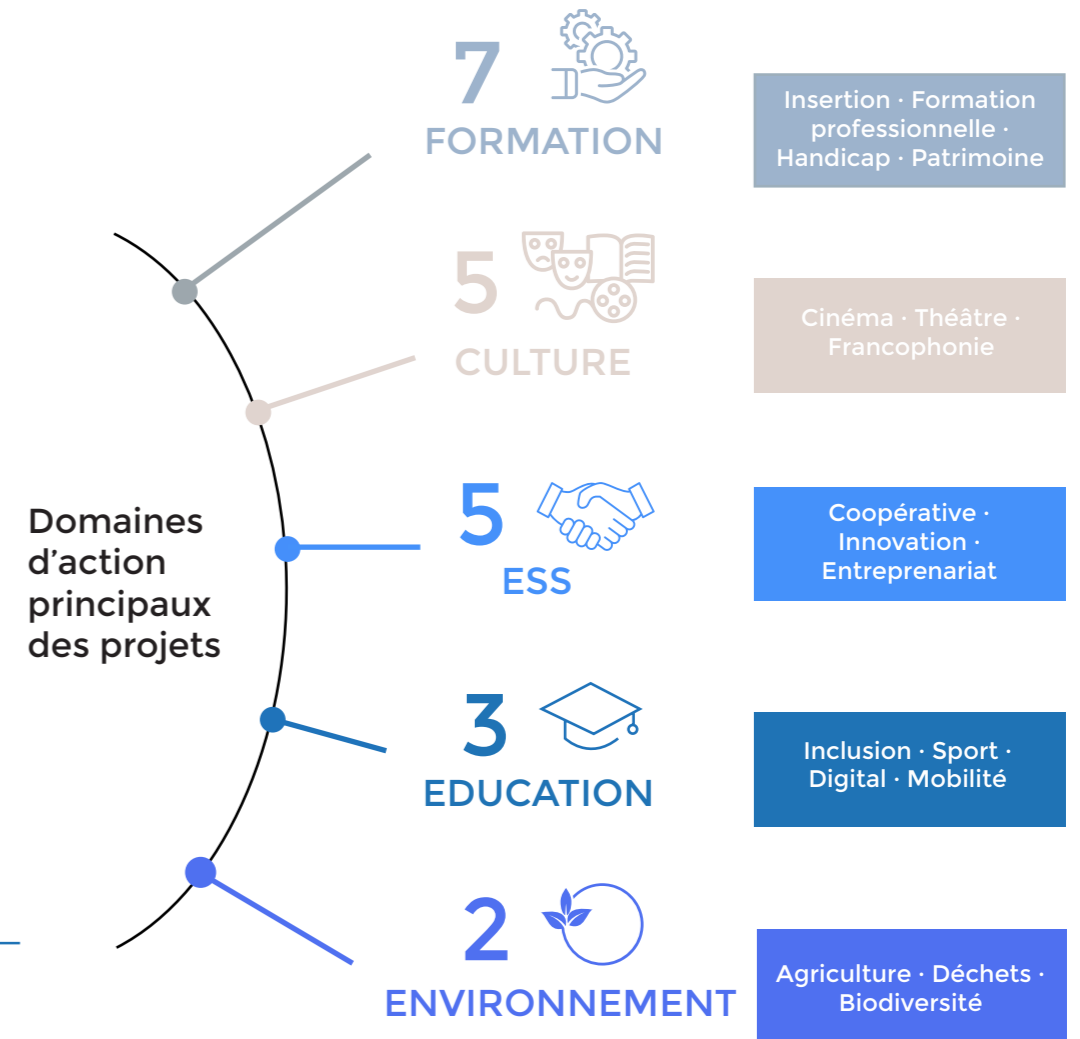 Domaines
d’action
principaux
des projets
7
FORMATION
Insertion · Formation
professionnelle ·
Handicap · Patrimoine
5
CULTURE
Cinéma · Théâtre ·
Francophonie
5
ESS
Coopérative ·
Innovation ·
Entreprenariat
3
EDUCATION
Inclusion · Sport ·
Digital · Mobilité
2
ENVIRONNEMENT
Agriculture · Déchets ·
Biodiversité